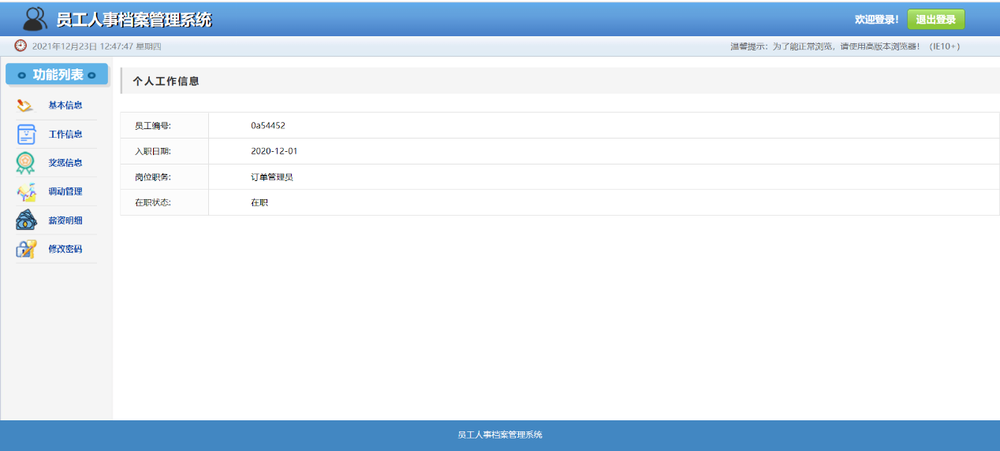 员工人事档案管理系统
欢迎登录!
退出登录
2021年12月23日 12:47:47 星期四
温馨提示：为了能正常浏览，请使用高版本浏览器！（IE10+）
功能列表
基本信息
工作信息
奖惩信息
调动管理
薪资明细
修改密码
个人工作信息
员工编号: 0a54452
入职日期: 2020-12-01
岗位职务: 订单管理员
在职状态: 在职
员工人事档案管理系统